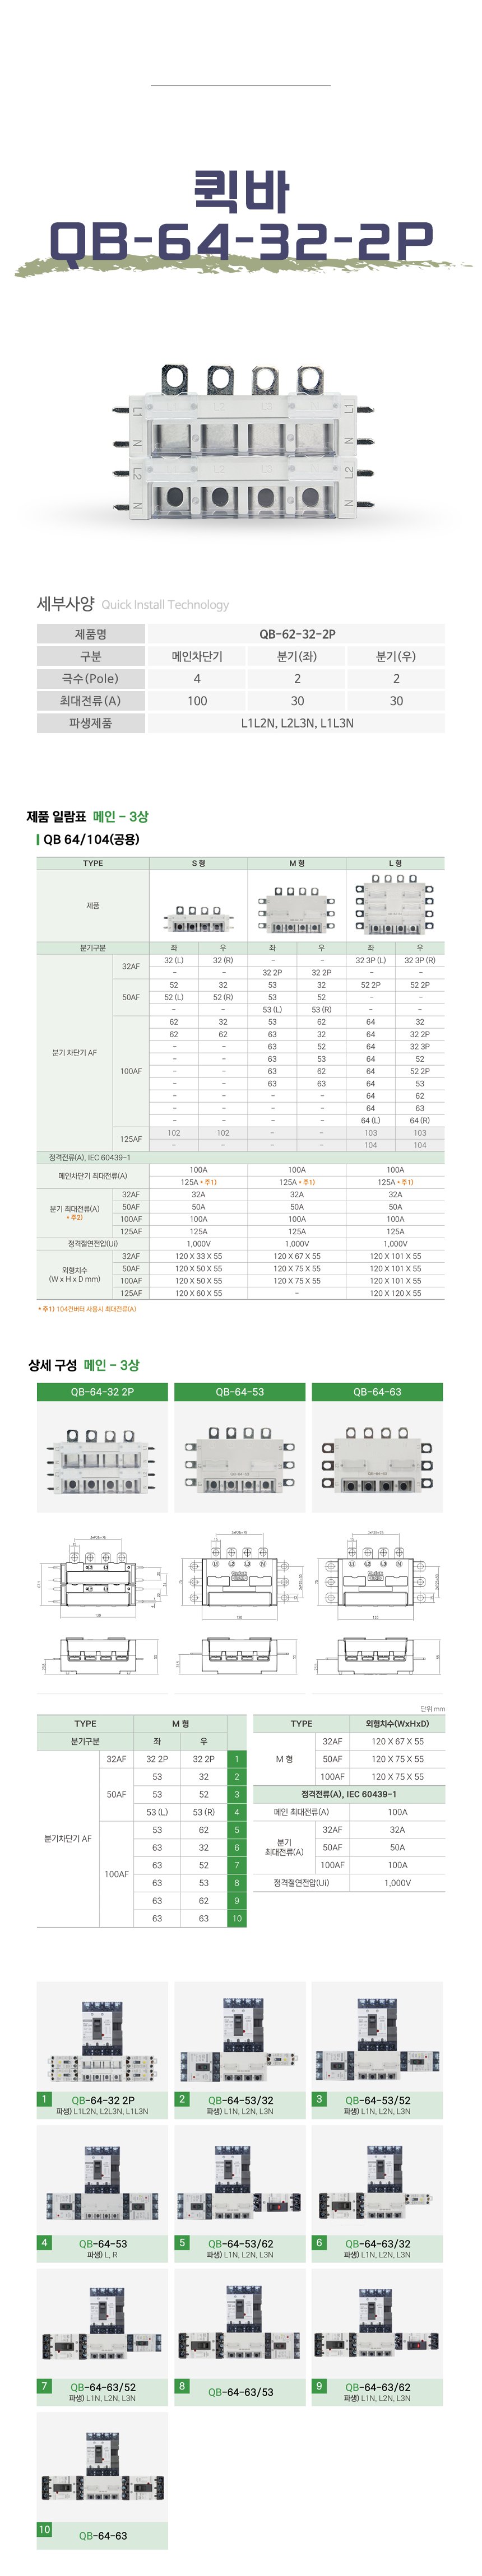 퀵바
QB-64-32-2P
L1 L1
N N
L2 L2
N N
세부사양 Quick Install Technology
제품명 QB-62-32-2P
구분 메인차단기 분기(좌) 분기(우)
극수(Pole) 4 2 2
최대전류(A) 100 30 30
파생제품 L1L2N, L2L3N, L1L3N
제품 일람표 메인 - 3상
QB 64/104(공용)
TYPE S 형 M 형 L 형
제품
분기구분 좌 우 좌 우 좌 우
분기 차단기 AF
32AF 32 (L) 32 (R) - - 32 3P (L) 32 3P (R)
- - 32 2P 32 2P - -
50AF 52 32 53 32 52 2P 52 2P
52 (L) 52 (R) 53 52 - -
- - 53 (L) 53 (R) - -
100AF 62 32 53 62 64 32
62 62 63 32 64 32 2P
- - 63 52 64 32 3P
- - 63 53 64 52
- - 63 62 64 52 2P
- - 63 63 64 53
- - - - 64 62
- - - - 64 63
- - - - 64 (L) 64 (R)
125AF 102 102 - - 103 103
- - - - 104 104
정격전류(A), IEC 60439-1
메인차단기 최대전류(A) 100A 100A 100A
125A * 주1) 125A * 주1) 125A * 주1)
분기 최대전류(A)
* 주2)
32AF 32A 32A 32A
50AF 50A 50A 50A
100AF 100A 100A 100A
125AF 125A 125A 125A
정격절연전압(Ui) 1,000V 1,000V 1,000V
외형치수
(W x H x D mm)
32AF 120 X 33 X 55 120 X 67 X 55 120 X 101 X 55
50AF 120 X 50 X 55 120 X 75 X 55 120 X 101 X 55
100AF 120 X 50 X 55 120 X 75 X 55 120 X 101 X 55
125AF 120 X 60 X 55 - 120 X 120 X 55
* 주1) 104컨버터 사용시 최대전류(A)
상세 구성 메인 - 3상
QB-64-32 2P QB-64-53 QB-64-63
단위 mm
TYPE M 형
분기구분 좌 우
분기차단기 AF
32AF 32 2P 32 2P 1
50AF 53 32 2
53 52 3
53 (L) 53 (R) 4
100AF 53 62 5
63 32 6
63 52 7
63 53 8
63 62 9
63 63 10
TYPE 외형치수(WxHxD)
M 형
32AF 120 X 67 X 55
50AF 120 X 75 X 55
100AF 120 X 75 X 55
정격전류(A), IEC 60439-1
메인 최대전류(A) 100A
분기
최대전류(A)
32AF 32A
50AF 50A
100AF 100A
정격절연전압(Ui) 1,000V
1 QB-64-32 2P
파생) L1L2N, L2L3N, L1L3N
2 QB-64-53/32
파생) L1N, L2N, L3N
3 QB-64-53/52
파생) L1N, L2N, L3N
4 QB-64-53
파생) L, R
5 QB-64-53/62
파생) L1N, L2N, L3N
6 QB-64-63/32
파생) L1N, L2N, L3N
7 QB-64-63/52
파생) L1N, L2N, L3N
8 QB-64-63/53
9 QB-64-63/62
파생) L1N, L2N, L3N
10 QB-64-63